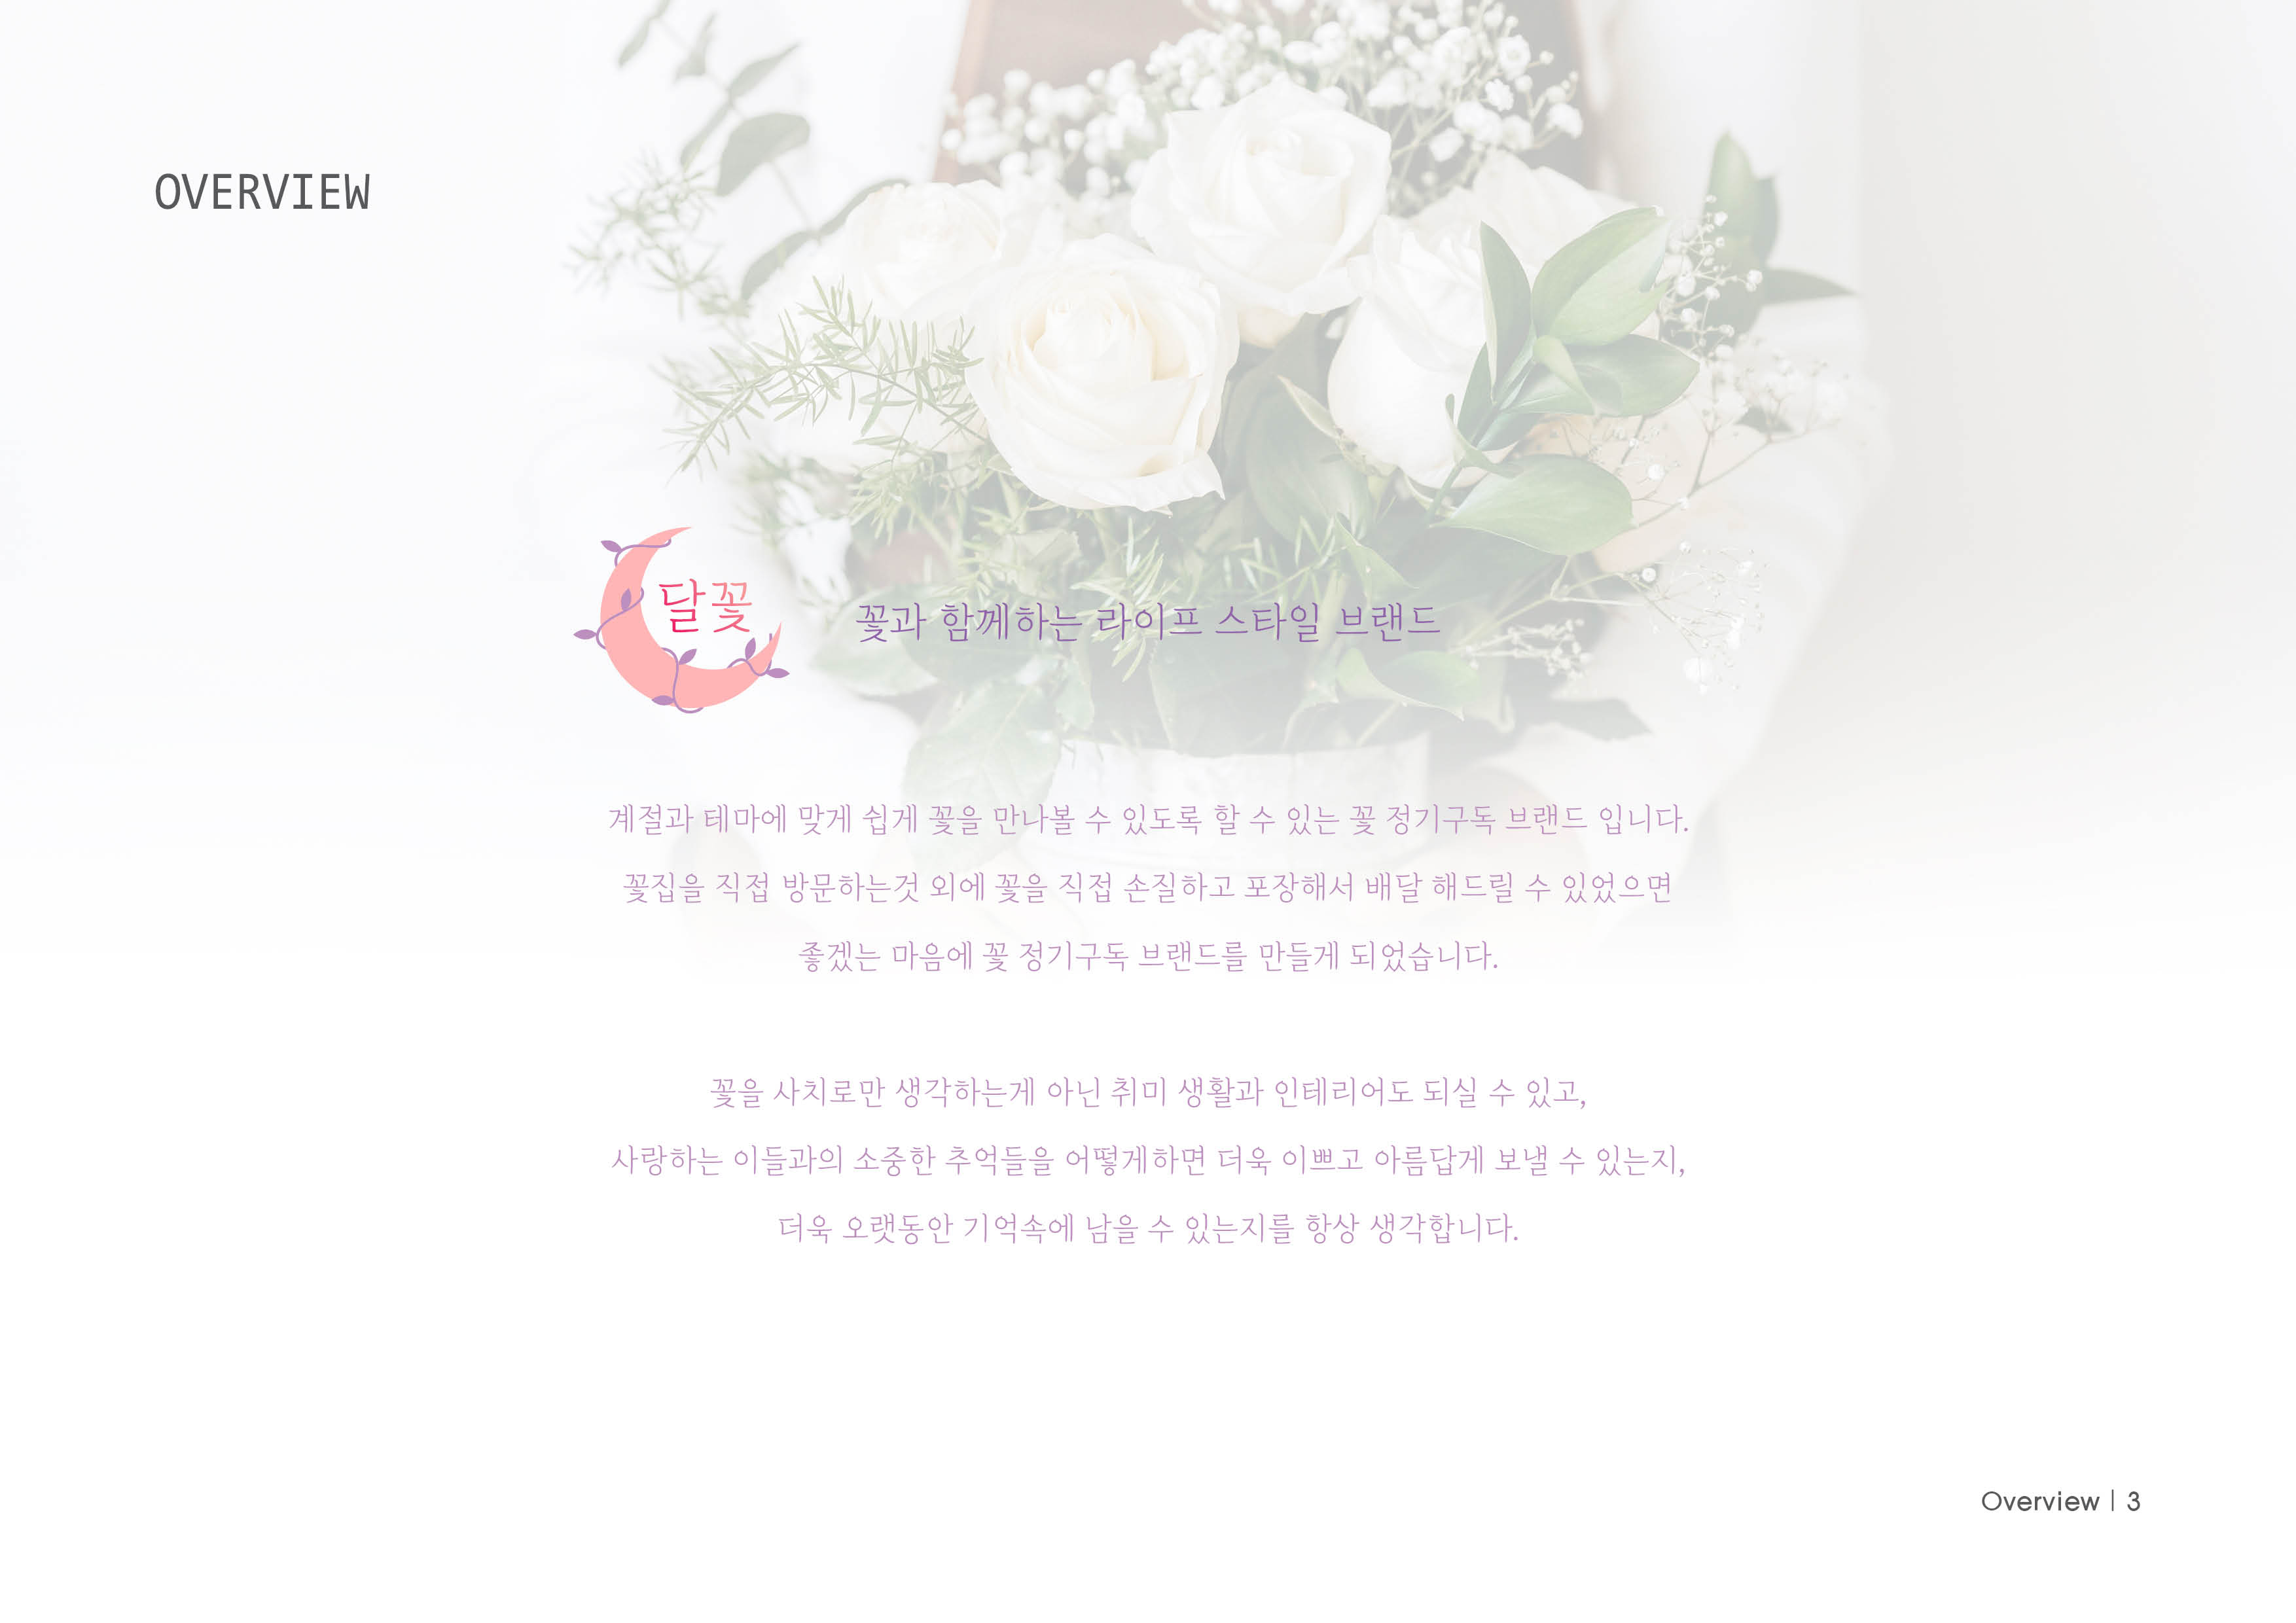 OVERVIEW
달꽃
꽃과 함께하는 라이프 스타일 브랜드
계절과 테마에 맞게 쉽게 꽃을 만나볼 수 있도록 할 수 있는 꽃 정기구독 브랜드 입니다.
꽃집을 직접 방문하는것 외에 꽃을 직접 손질하고 포장해서 배달 해드릴 수 있었으면
좋겠는 마음에 꽃 정기구독 브랜드를 만들게 되었습니다.
꽃을 사치로만 생각하는게 아닌 취미 생활과 인테리어도 되실 수 있고,
사랑하는 이들과의 소중한 추억들을 어떻게하면 더욱 이쁘고 아름답게 보낼 수 있는지,
더욱 오랫동안 기억속에 남을 수 있는지를 항상 생각합니다.
Overview | 3